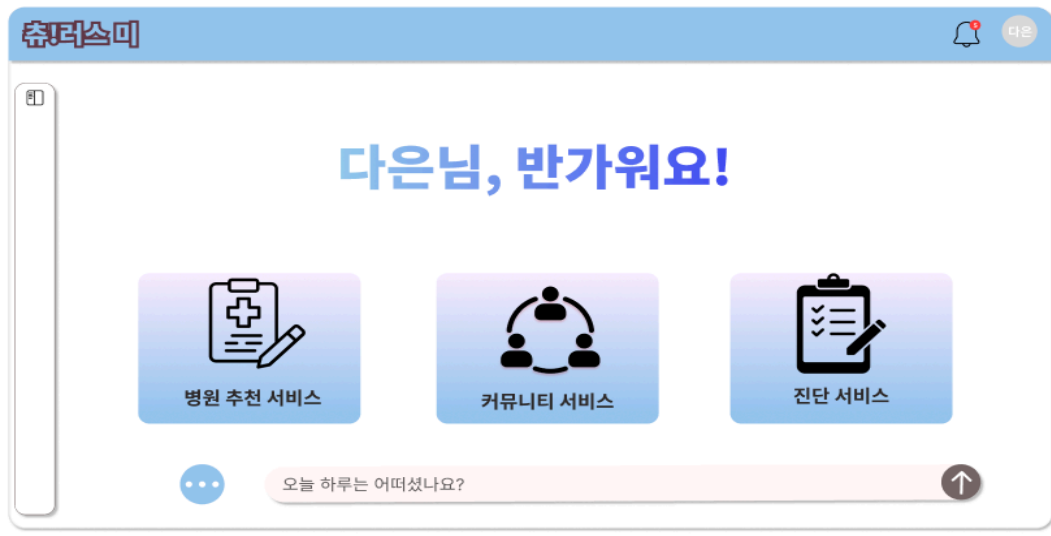 츄!러스미
5
다은
다은님, 반가워요!
병원 추천 서비스
커뮤니티 서비스
진단 서비스
오늘 하루는 어떠셨나요?